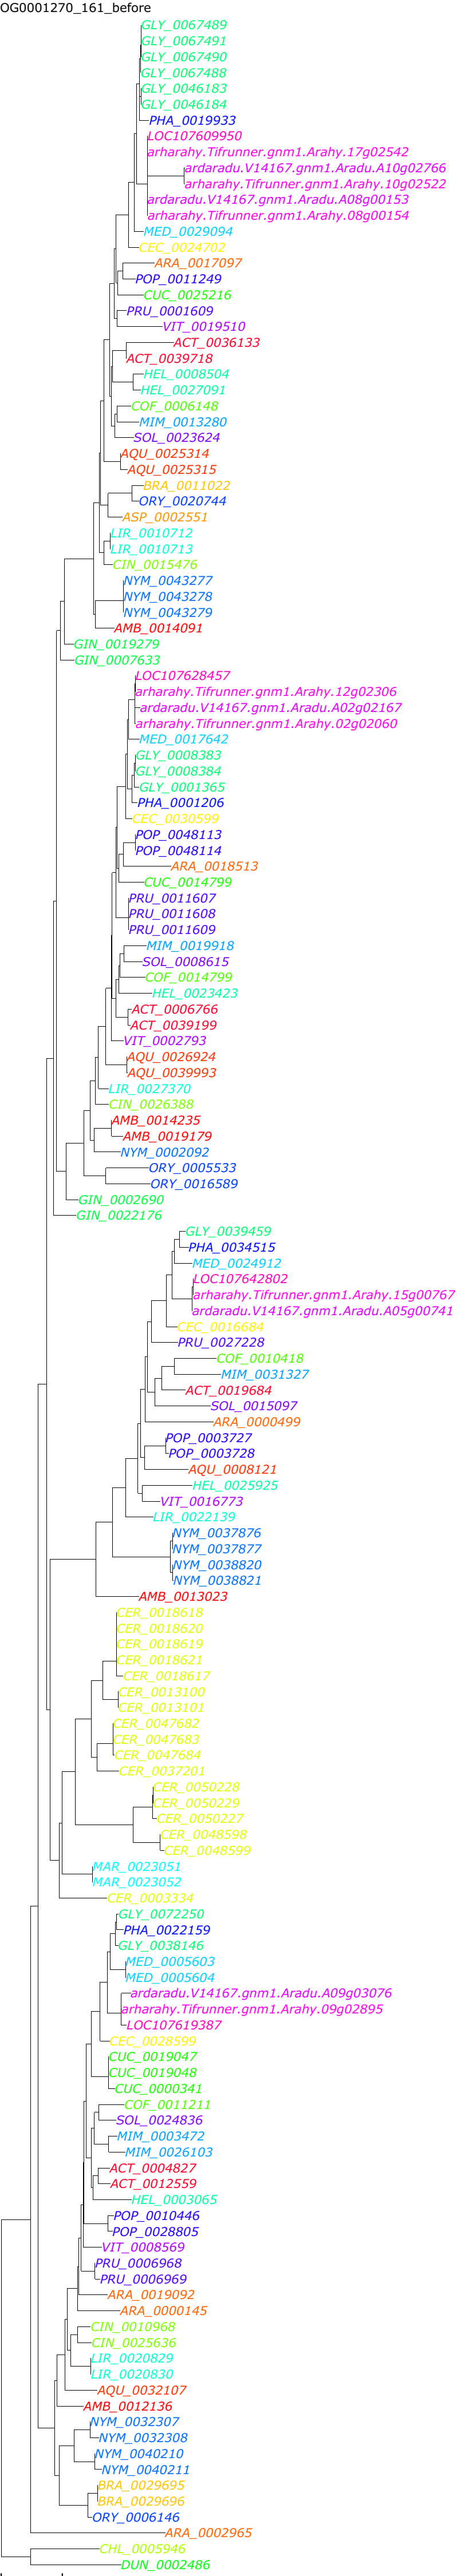 OG0001270_161_before
GLY_0067489
GLY_0067491
GLY_0067490
GLY_0067488
GLY_0046183
GLY_0046184
PHA_0019933
LOC107609950
arharahy.Tifrunner.gnm1.Arahy.17g02542
ardaradu.V14167.gnm1.Aradu.A10g02766
arharahy.Tifrunner.gnm1.Arahy.10g02522
ardaradu.V14167.gnm1.Aradu.A08g00153
arharahy.Tifrunner.gnm1.Arahy.08g00154
MED_0029094
CEC_0024702
ARA_0017097
POP_0011249
CUC_0025216
PRU_0001609
VIT_0019510
ACT_0036133
ACT_0039718
HEL_0008504
HEL_0027091
COF_0006148
MIM_0013280
SOL_0023624
AQU_0025314
AQU_0025315
BRA_0011022
ORY_0020744
ASP_0002551
LIR_0010712
LIR_0010713
CIN_0015476
NYM_0043277
NYM_0043278
NYM_0043279
AMB_0014091
GIN_0019279
GIN_0007633
LOC107628457
arharahy.Tifrunner.gnm1.Arahy.12g02306
ardaradu.V14167.gnm1.Aradu.A02g02167
arharahy.Tifrunner.gnm1.Arahy.02g02060
MED_0017642
GLY_0008383
GLY_0008384
GLY_0001365
PHA_0001206
CEC_0030599
POP_0048113
POP_0048114
ARA_0018513
CUC_0014799
PRU_0011607
PRU_0011608
PRU_0011609
MIM_0019918
SOL_0008615
COF_0014799
HEL_0023423
ACT_0006766
ACT_0039199
VIT_0002793
AQU_0026924
AQU_0039993
LIR_0027370
CIN_0026388
AMB_0014235
AMB_0019179
NYM_0002092
ORY_0005533
ORY_0016589
GIN_0002690
GIN_0022176
GLY_0039459
PHA_0034515
MED_0024912
LOC107642802
arharahy.Tifrunner.gnm1.Arahy.15g00767
ardaradu.V14167.gnm1.Aradu.A05g00741
CEC_0016684
PRU_0027228
COF_0010418
MIM_0031327
ACT_0019684
SOL_0015097
ARA_0000499
POP_0003727
POP_0003728
AQU_0008121
HEL_0025925
VIT_0016773
LIR_0022139
NYM_0037876
NYM_0037877
NYM_0038820
NYM_0038821
AMB_0013023
CER_0018618
CER_0018620
CER_0018619
CER_0018621
CER_0018617
CER_0013100
CER_0013101
CER_0047682
CER_0047683
CER_0047684
CER_0037201
CER_0050228
CER_0050229
CER_0050227
CER_0048598
CER_0048599
MAR_0023051
MAR_0023052
CER_0003334
GLY_0072250
PHA_0022159
GLY_0038146
MED_0005603
MED_0005604
ardaradu.V14167.gnm1.Aradu.A09g03076
arharahy.Tifrunner.gnm1.Arahy.09g02895
LOC107619387
CEC_0028599
CUC_0019047
CUC_0019048
CUC_0000341
COF_0011211
SOL_0024836
MIM_0003472
MIM_0026103
ACT_0004827
ACT_0012559
HEL_0003065
POP_0010446
POP_0028805
VIT_0008569
PRU_0006968
PRU_0006969
ARA_0019092
ARA_0000145
CIN_0010968
CIN_0025636
LIR_0020829
LIR_0020830
AQU_0032107
AMB_0012136
NYM_0032307
NYM_0032308
NYM_0040210
NYM_0040211
BRA_0029695
BRA_0029696
ORY_0006146
ARA_0002965
CHL_0005946
DUN_0002486